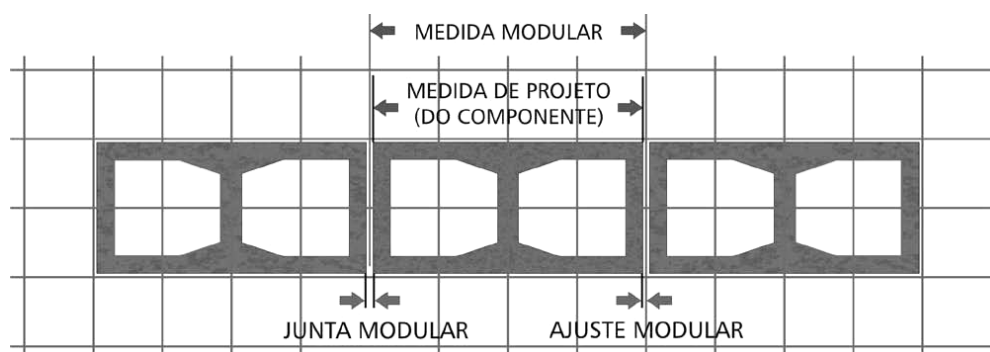 MEDIDA MODULAR
MEDIDA DE PROJETO
(DO COMPONENTE)
JUNTA MODULAR
AJUSTE MODULAR